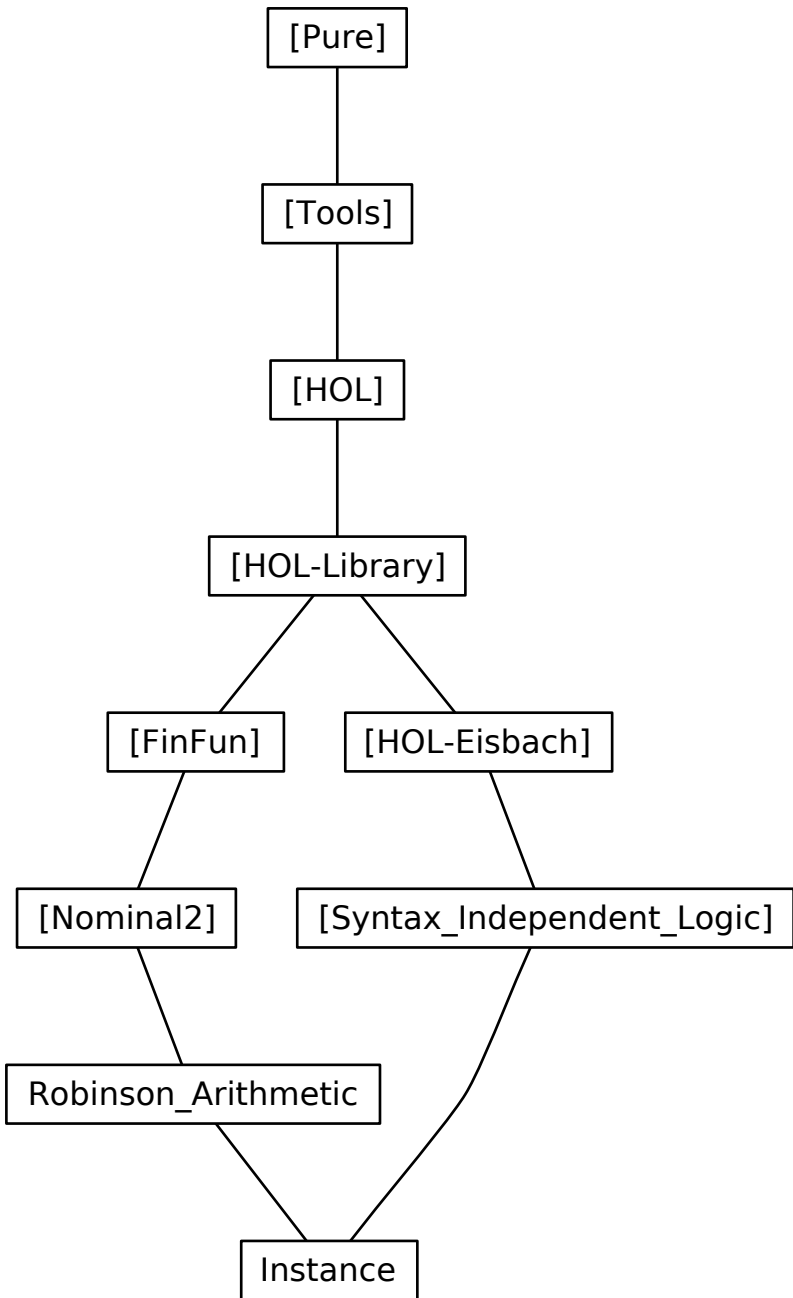 [Pure]
[Tools]
[HOL]
[HOL-Library]
[FinFun]
[HOL-Eisbach]
[Nominal2]
[Syntax_Independent_Logic]
Robinson_Arithmetic
Instance